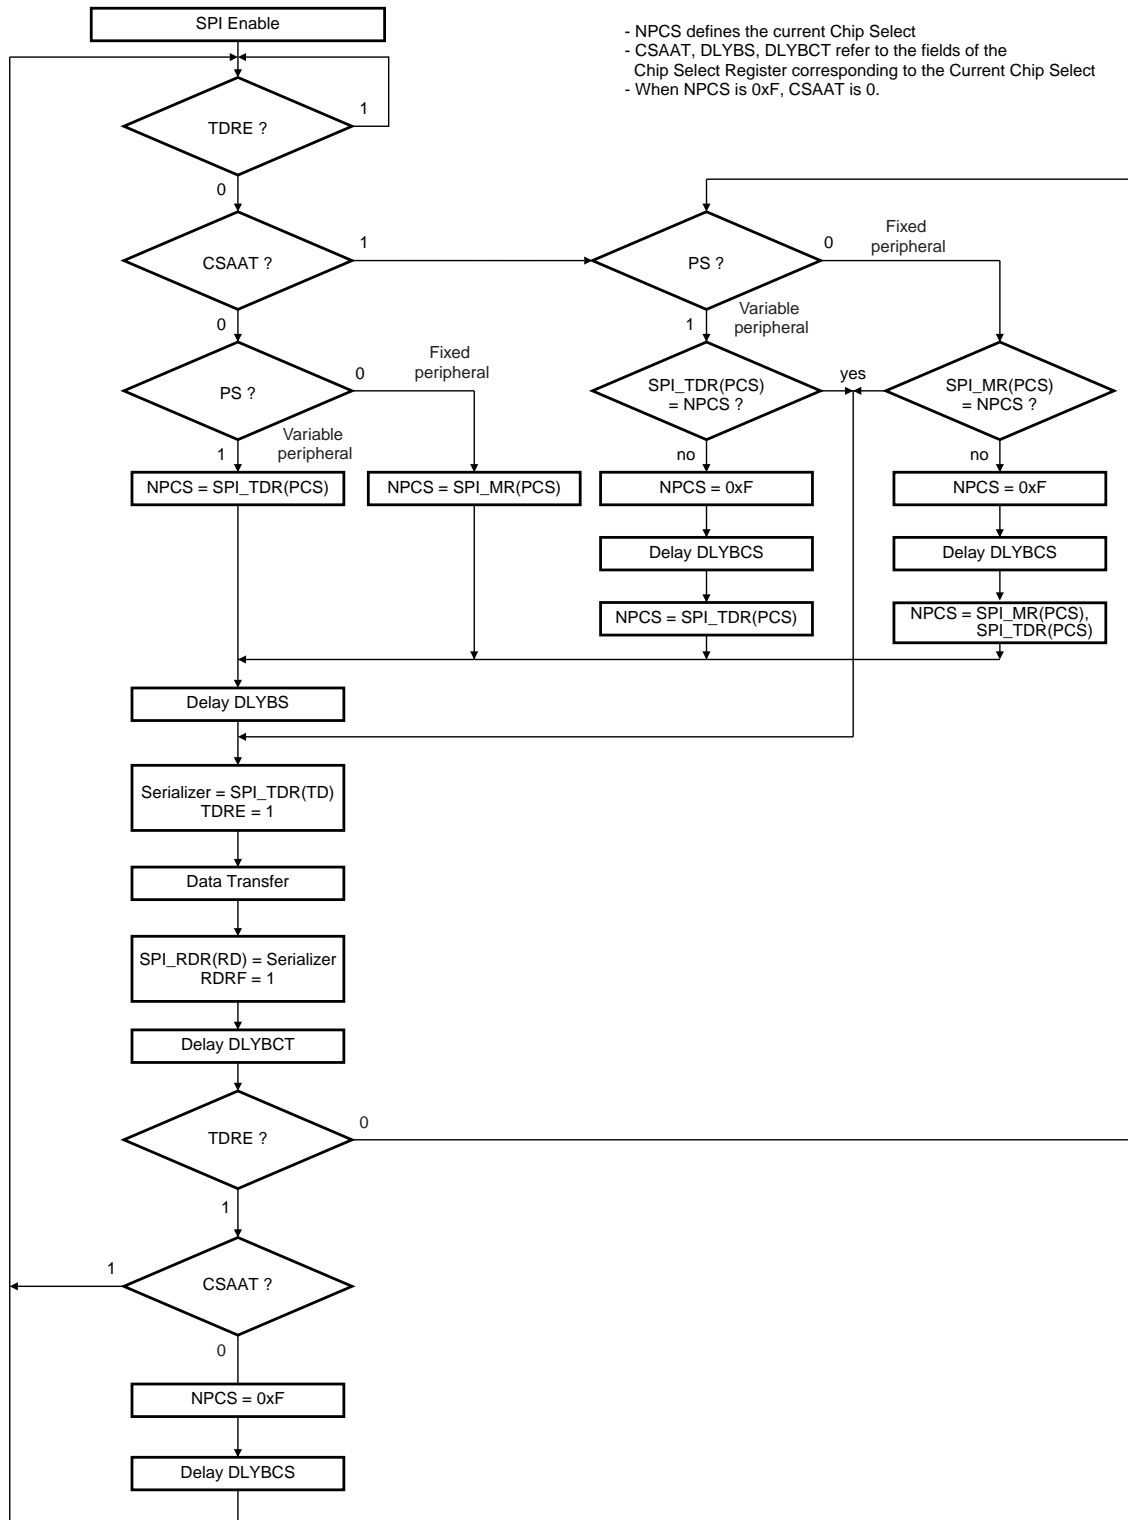 SPI Enable
- NPCS defines the current Chip Select
- CSAAT, DLYBS, DLYBCT refer to the fields of the
Chip Select Register corresponding to the Current Chip Select
- When NPCS is 0xF, CSAAT is 0.
1
TDRE ?
0
CSAAT ?
1
PS ?
0
Fixed
peripheral
0
1
Variable
peripheral
PS ?
0
Fixed
peripheral
SPI_TDR(PCS)
= NPCS ?
yes
SPI_MR(PCS)
= NPCS ?
1
Variable
peripheral
no
no
NPCS = SPI_TDR(PCS)
NPCS = SPI_MR(PCS)
NPCS = 0xF
NPCS = 0xF
Delay DLYBCS
Delay DLYBCS
NPCS = SPI_TDR(PCS)
NPCS = SPI_MR(PCS),
SPI_TDR(PCS)
Delay DLYBS
Serializer = SPI_TDR(TD)
TDRE = 1
Data Transfer
SPI_RDR(RD) = Serializer
RDRF = 1
Delay DLYBCT
TDRE ?
0
1
1
CSAAT ?
0
NPCS = 0xF
Delay DLYBCS